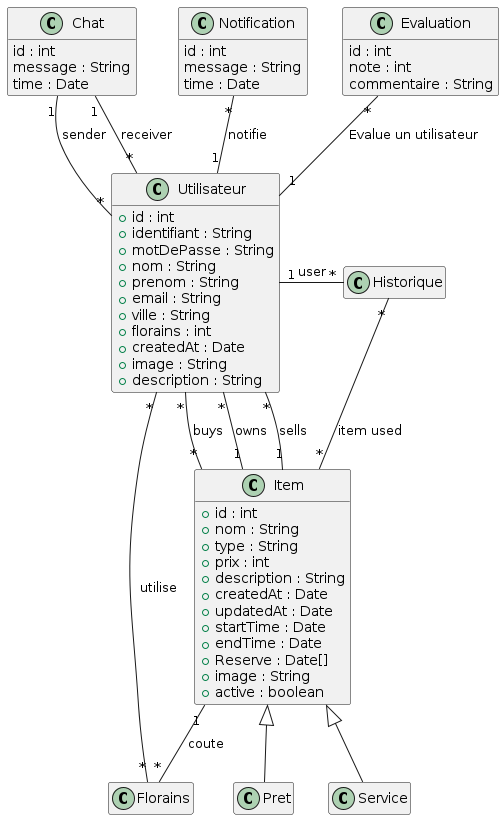 C Chat
id : int
message : String
time : Date
C Notification
id : int
message : String
time : Date
C Evaluation
id : int
note : int
commentaire : String
1
1
*
*
sender
receiver
notifie
Evalue un utilisateur
*
*
1
1
C Utilisateur
id : int
identifiant : String
motDePasse : String
nom : String
prenom : String
email : String
ville : String
florains : int
createdAt : Date
image : String
description : String
1 user *
C Historique
*
*
*
*
*
buys
owns
sells
item used
*
1
1
*
C Item
id : int
nom : String
type : String
prix : int
description : String
createdAt : Date
updatedAt : Date
startTime : Date
endTime : Date
Reserve : Date[]
image : String
active : boolean
utilise
1
coute
*
*
C Florains
C Pret
C Service